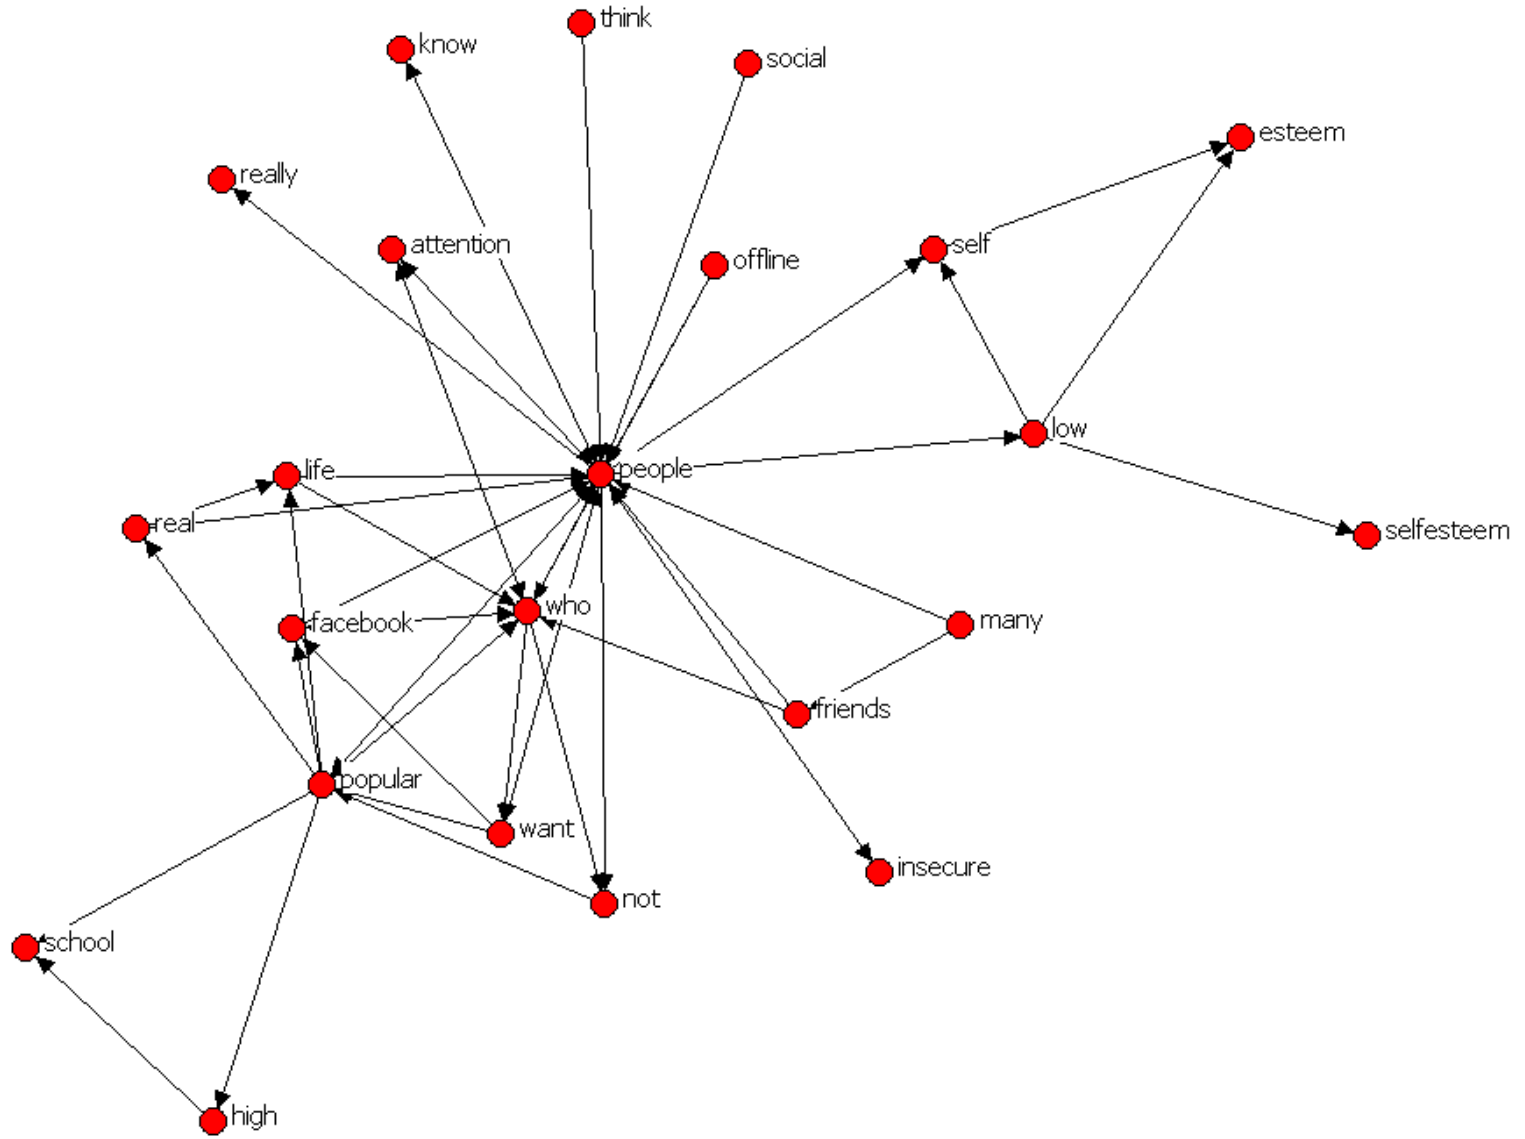 think
know
social
esteem
really
attention
self
offline
low
life
people
real
selfesteem
who
facebook
many
friends
popular
want
insecure
not
school
high